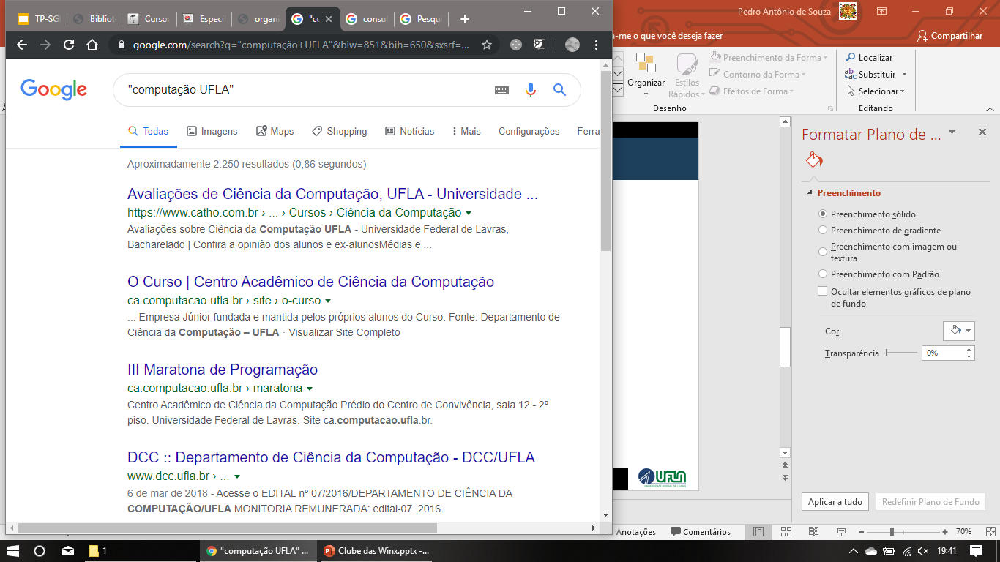 TP-SG
Bibliot
Curso:
Especif
organi
"co
consul
Pesqui
google.com/search?q="computação+UFLA"&biw=851&bih=650&sxsrf=...
Google
"computação UFLA"
Todas
Imagens
Maps
Shopping
Notícias
Mais
Configurações
Ferra
Aproximadamente 2.250 resultados (0,86 segundos)
Avaliações de Ciência da Computação, UFLA - Universidade ...
https://www.catho.com.br › ... › Cursos › Ciência da Computação
Avaliações sobre Ciência da Computação UFLA - Universidade Federal de Lavras,
Bacharelado | Confira a opinião dos alunos e ex-alunosMédias e ...
O Curso | Centro Acadêmico de Ciência da Computação
ca.computacao.ufla.br › site › o-curso
... Empresa Júnior fundada e mantida pelos próprios alunos do Curso. Fonte: Departamento de
Ciência da Computação – UFLA · Visualizar Site Completo
III Maratona de Programação
ca.computacao.ufla.br › maratona
Centro Acadêmico de Ciência da Computação Prédio do Centro de Convivência, sala 12 - 2º
piso. Universidade Federal de Lavras. Site ca.computacao.ufla.br.
DCC :: Departamento de Ciência da Computação - DCC/UFLA
www.dcc.ufla.br › ...
6 de mar de 2018 - Acesse o EDITAL nº 07/2016/DEPARTAMENTO DE CIÊNCIA DA
COMPUTAÇÃO/UFLA MONITORIA REMUNERADA: edital-07_2016.
Pedro Antônio de Souza
a-me o que você deseja fazer
Compartilhar
Organizar
Estilos
Rápidos
Preenchimento da Forma
Contorno da Forma
Efeitos de Forma
Desenho
Localizar
Substituir
Selecionar
Editando
Formatar Plano de ...
Preenchimento
Preenchimento sólido
Preenchimento de gradiente
Preenchimento com imagem ou
textura
Preenchimento com Padrão
Ocultar elementos gráficos de plano
de fundo
Cor
Transparência
0%
Aplicar a tudo
Redefinir Plano de Fundo
UFLA
UNIVERSIDADE FEDERAL DE LAVRAS
Anotações
Comentários
70%
1
"computação UFLA" ...
Clube das Winx.pptx -...
19:41